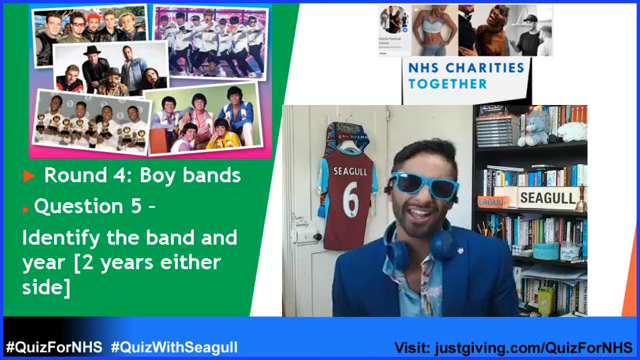 NHS CHARITIES
TOGETHER
SEAGULL
6
SEAGULL
Round 4: Boy bands
Question 5 –
Identify the band and
year [2 years either
side]
#QuizForNHS #QuizWithSeagull
Visit: justgiving.com/QuizForNHS